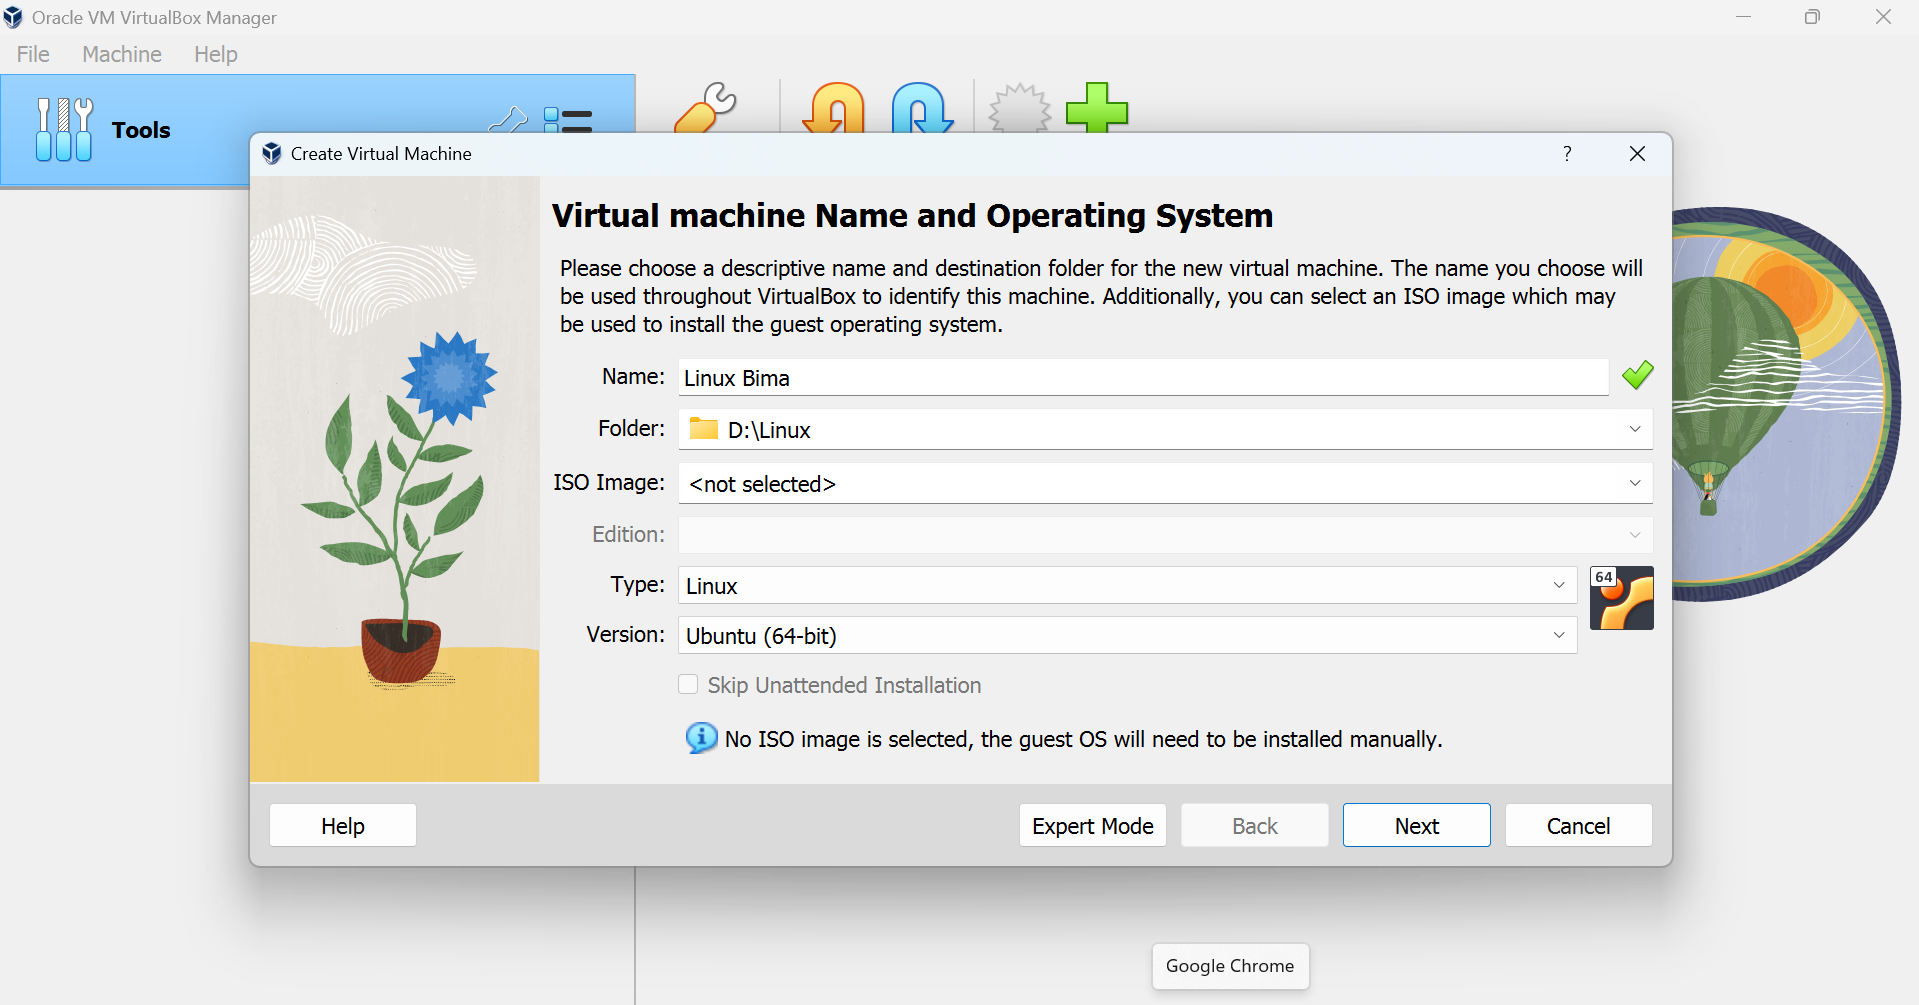 Oracle VM VirtualBox Manager
File Machine Help
Tools
Create Virtual Machine
?
Virtual machine Name and Operating System
Please choose a descriptive name and destination folder for the new virtual machine. The name you choose will
be used throughout VirtualBox to identify this machine. Additionally, you can select an ISO image which may
be used to install the guest operating system.
Name: Linux Bima
Folder: D:\Linux
ISO Image: <not selected>
Edition:
Type: Linux
64
Version: Ubuntu (64-bit)
Skip Unattended Installation
No ISO image is selected, the guest OS will need to be installed manually.
Help Expert Mode Back Next Cancel
Google Chrome